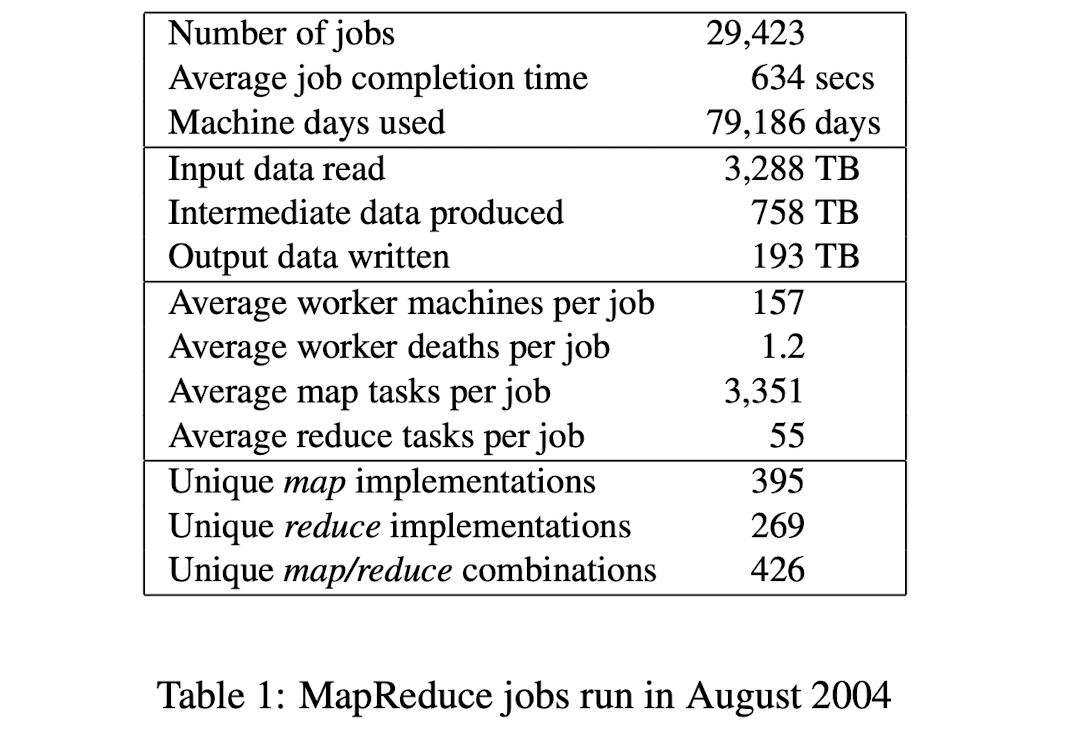 Number of jobs 29,423
Average job completion time 634 secs
Machine days used 79,186 days
Input data read 3,288 TB
Intermediate data produced 758 TB
Output data written 193 TB
Average worker machines per job 157
Average worker deaths per job 1.2
Average map tasks per job 3,351
Average reduce tasks per job 55
Unique map implementations 395
Unique reduce implementations 269
Unique map/reduce combinations 426
Table 1: MapReduce jobs run in August 2004